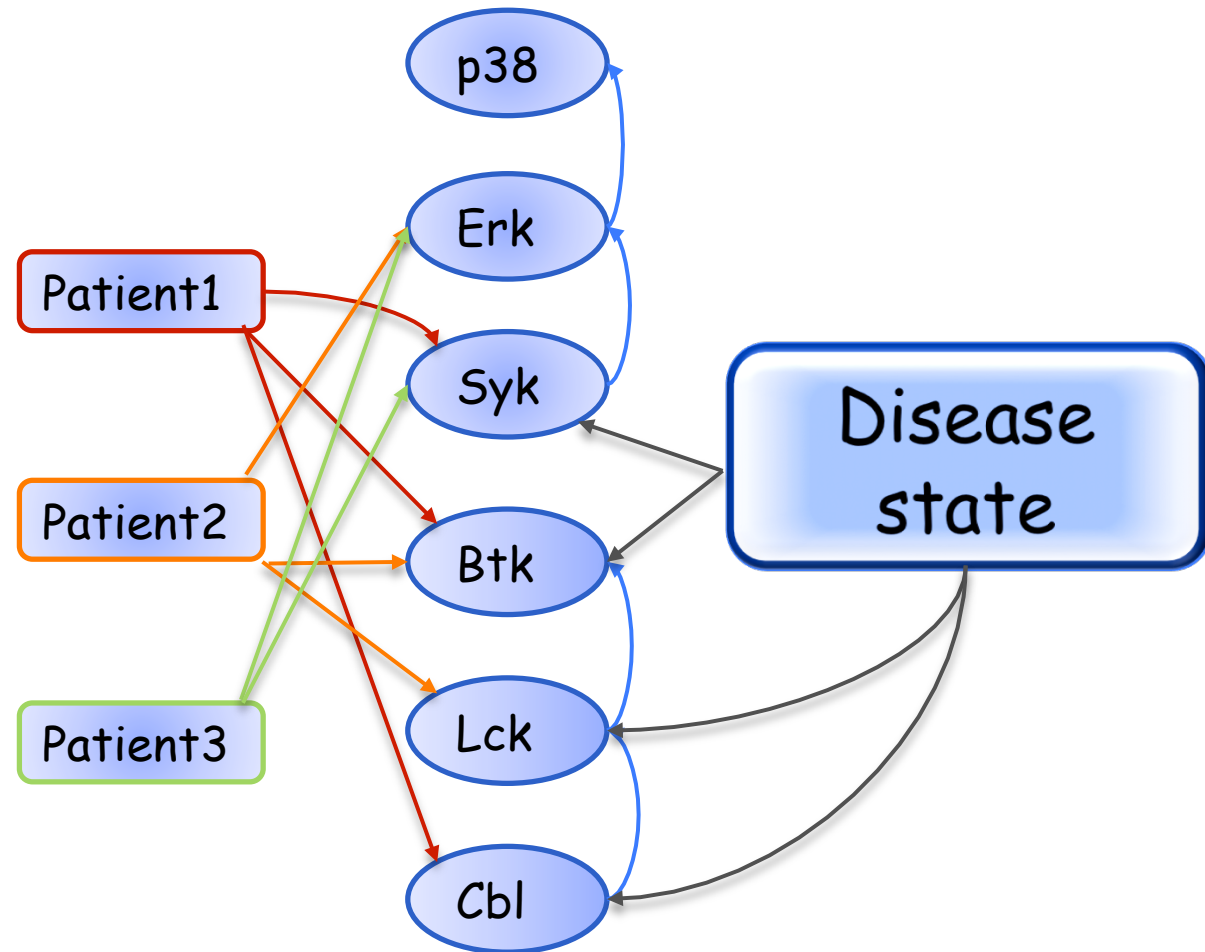 p38
Erk
Patient1
Syk
Disease
state
Patient2
Btk
Lck
Patient3
Cbl